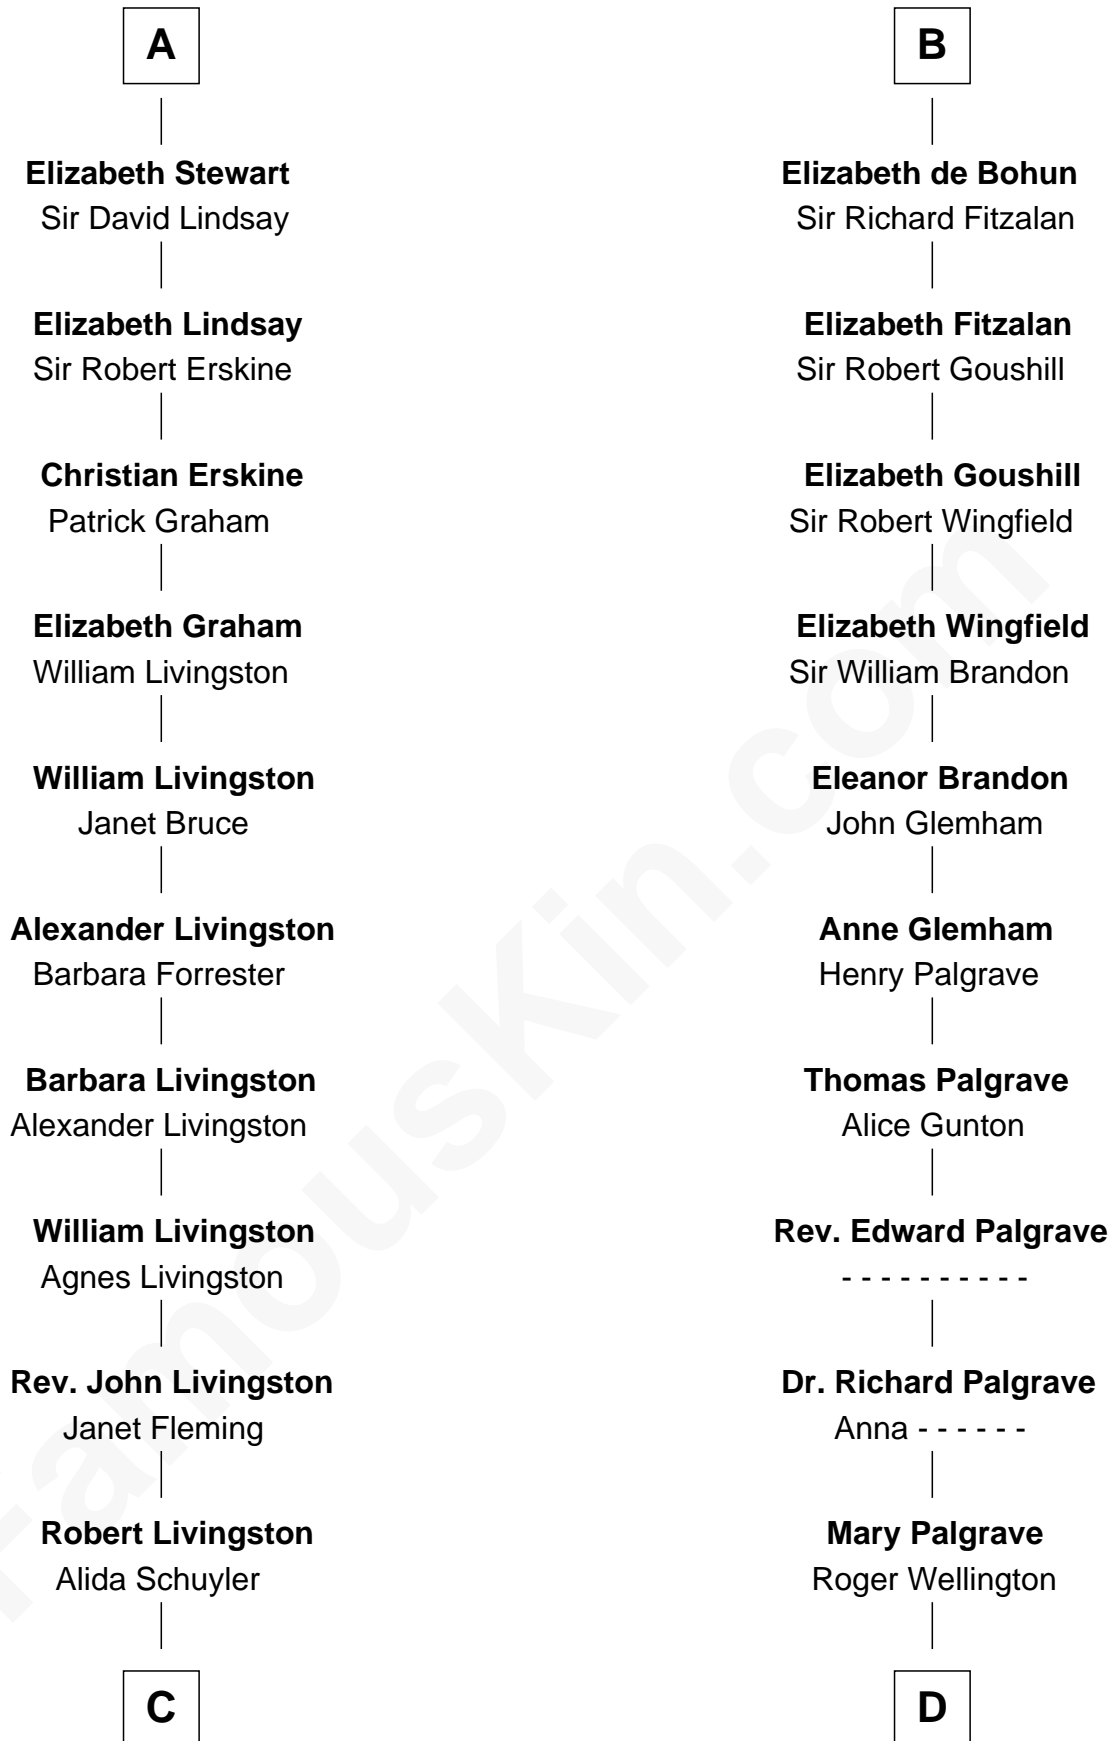 A
Elizabeth Stewart
Sir David Lindsay
Elizabeth Lindsay
Sir Robert Erskine
Christian Erskine
Patrick Graham
Elizabeth Graham
William Livingston
William Livingston
Janet Bruce
Alexander Livingston
Barbara Forrester
Barbara Livingston
Alexander Livingston
William Livingston
Agnes Livingston
Rev. John Livingston
Janet Fleming
Robert Livingston
Alida Schuyler
C
B
Elizabeth de Bohun
Sir Richard Fitzalan
Elizabeth Fitzalan
Sir Robert Goushill
Elizabeth Goushill
Sir Robert Wingfield
Elizabeth Wingfield
Sir William Brandon
Eleanor Brandon
John Glemham
Anne Glemham
Henry Palgrave
Thomas Palgrave
Alice Gunton
Rev. Edward Palgrave
- - - - - - - - - -
Dr. Richard Palgrave
Anna - - - - - -
Mary Palgrave
Roger Wellington
D
FamousKin.com